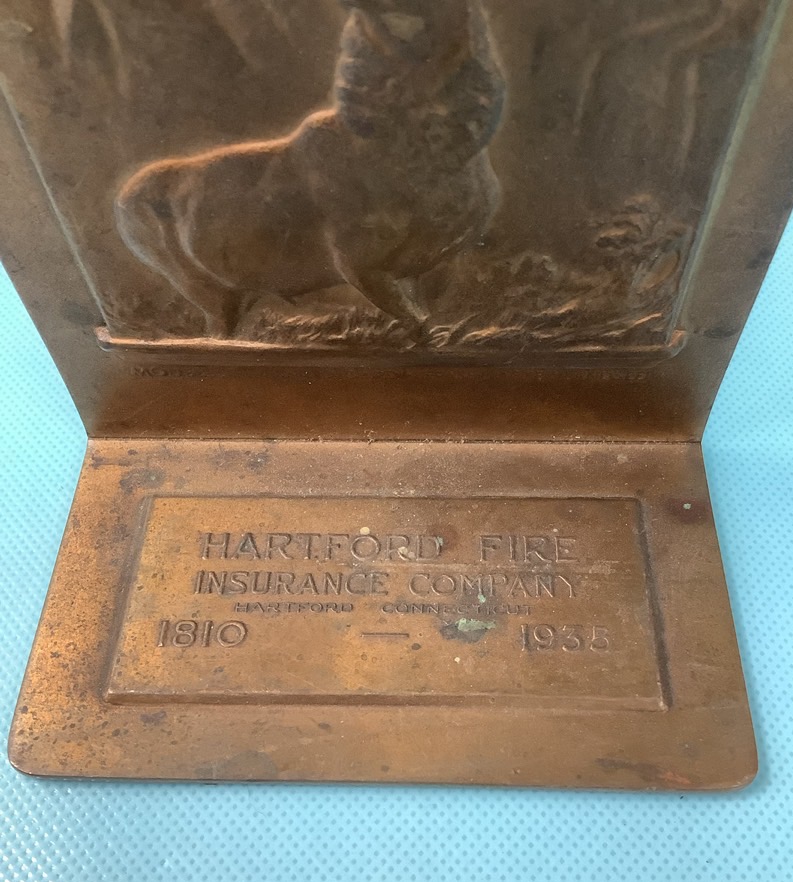 HARTFORD FIRE
INSURANCE COMPANY
HARTFORD CONNECTICUT
1810 — 1935